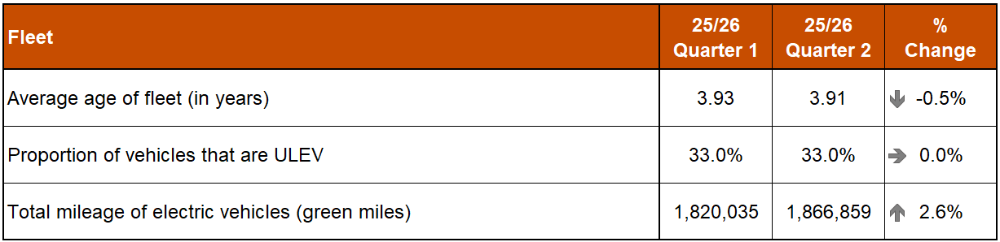 Fleet 25/26 Quarter 1 25/26 Quarter 2 % Change
Average age of fleet (in years) 3.93 3.91 -0.5%
Proportion of vehicles that are ULEV 33.0% 33.0% 0.0%
Total mileage of electric vehicles (green miles) 1,820,035 1,866,859 2.6%